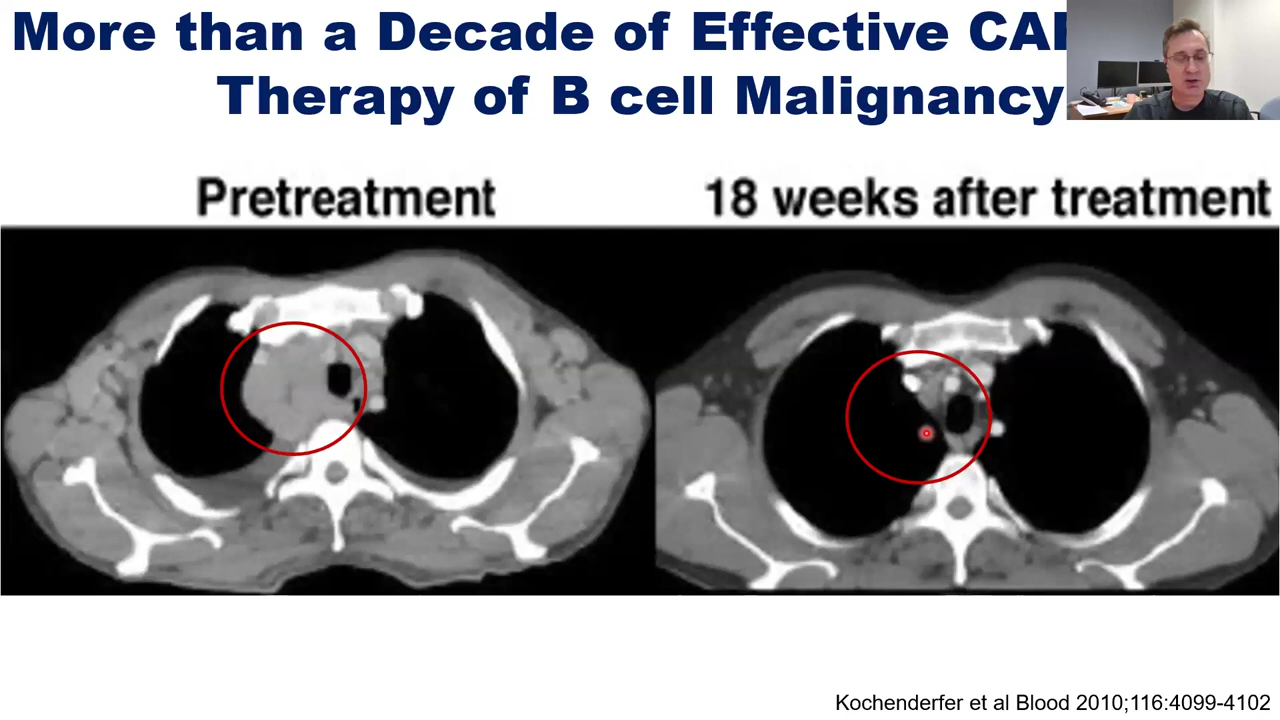 More than a Decade of Effective
Therapy of B cell Malignancy
Pretreatment
18 weeks after treatment
Kochenderfer et al Blood 2010;116:4099-4102